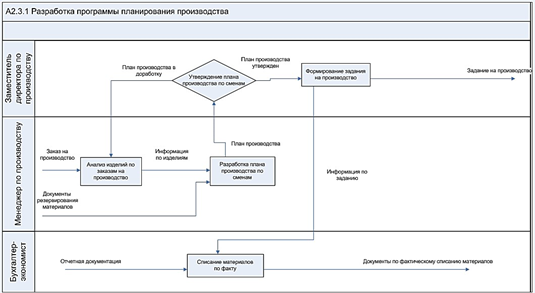 А2.3.1 Разработка программы планирования производства
Заместитель
директора по
производству
План производства в
доработку
Утверждение плана
производства по сменам
План производства
утвержден
Формирование задания
на производство
Задание на производство
Менеджер по производству
Заказ на
производство
Анализ изделий по
заказам на
производство
Информация
по изделиям
План производства
Разработка плана
производства по
сменам
Информация по
заданию
Документы
резервирования
материалов
Бухгалтер-
экономист
Отчетная документация
Списание материалов
по факту
Документы по фактическому списанию материалов